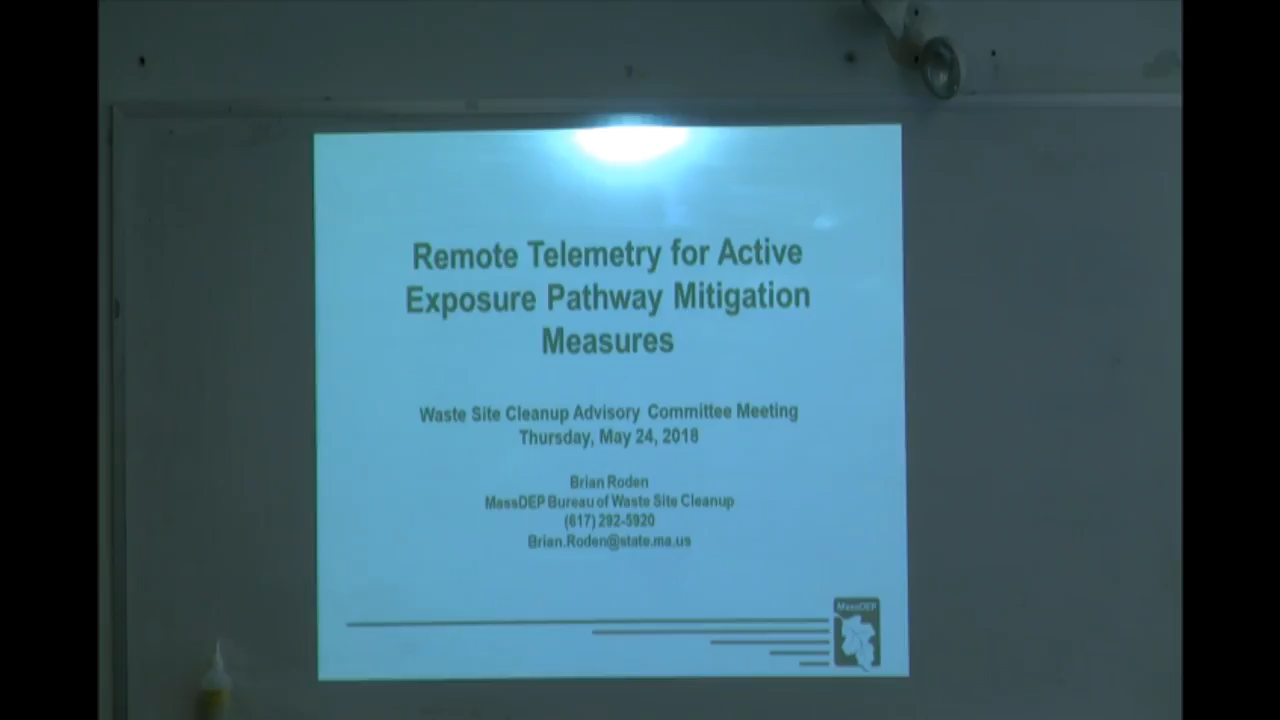 Remote Telemetry for Active
Exposure Pathway Mitigation
Measures
Waste Site Cleanup Advisory Committee Meeting
Thursday, May 24, 2018
Brian Roden
MassDEP Bureau of Waste Site Cleanup
(617) 292-5920
Brian.Roden@state.ma.us
MassDEP